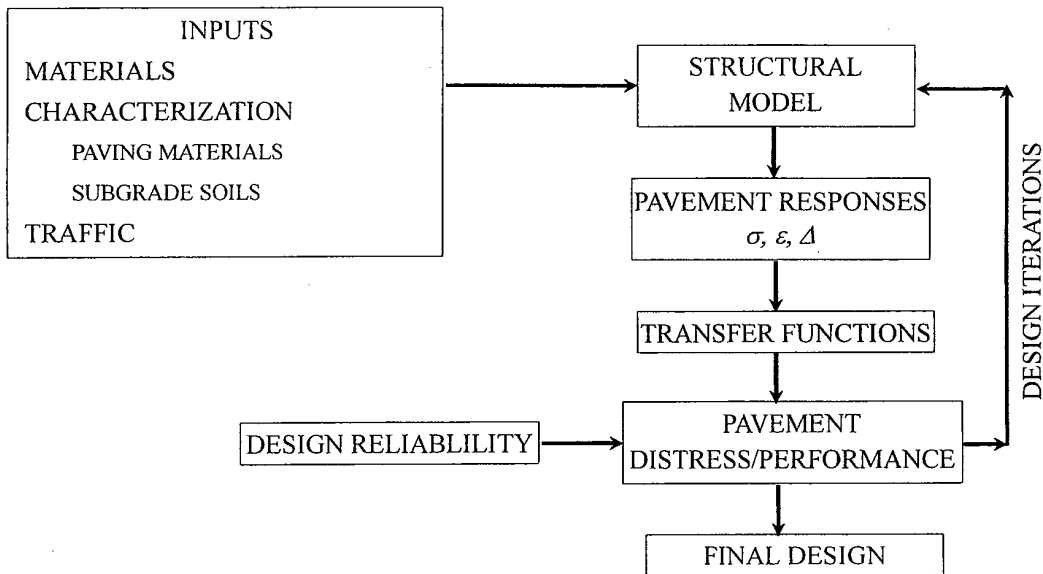 INPUTS
MATERIALS
CHARACTERIZATION
PAVING MATERIALS
SUBGRADE SOILS
TRAFFIC
STRUCTURAL
MODEL
PAVEMENT RESPONSES
σ, ε, Δ
TRANSFER FUNCTIONS
DESIGN RELIABLILITY
PAVEMENT
DISTRESS/PERFORMANCE
DESIGN ITERATIONS
FINAL DESIGN